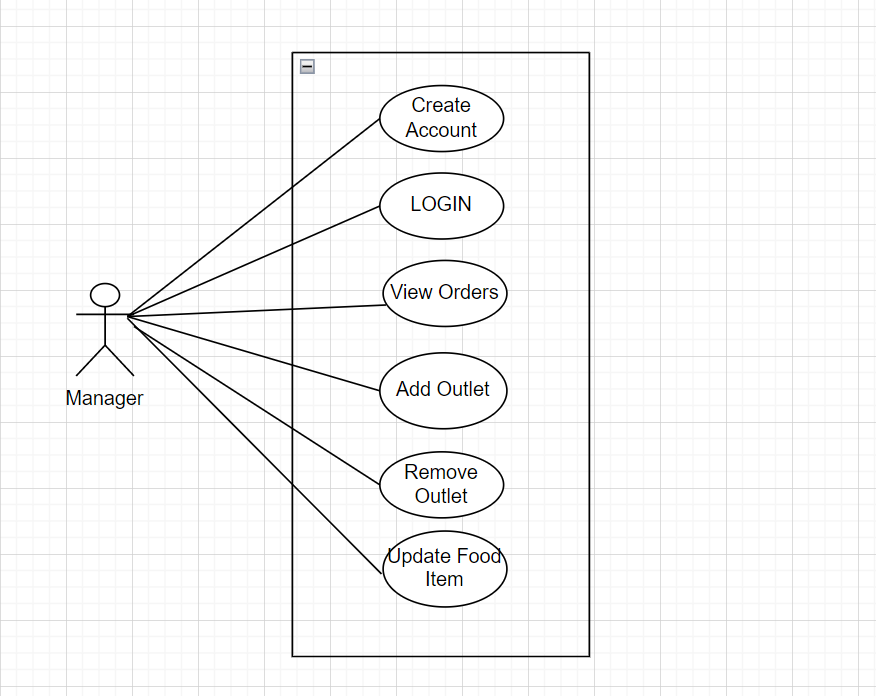 Create
Account
LOGIN
View Orders
Add Outlet
Manager
Remove
Outlet
Update Food
Item